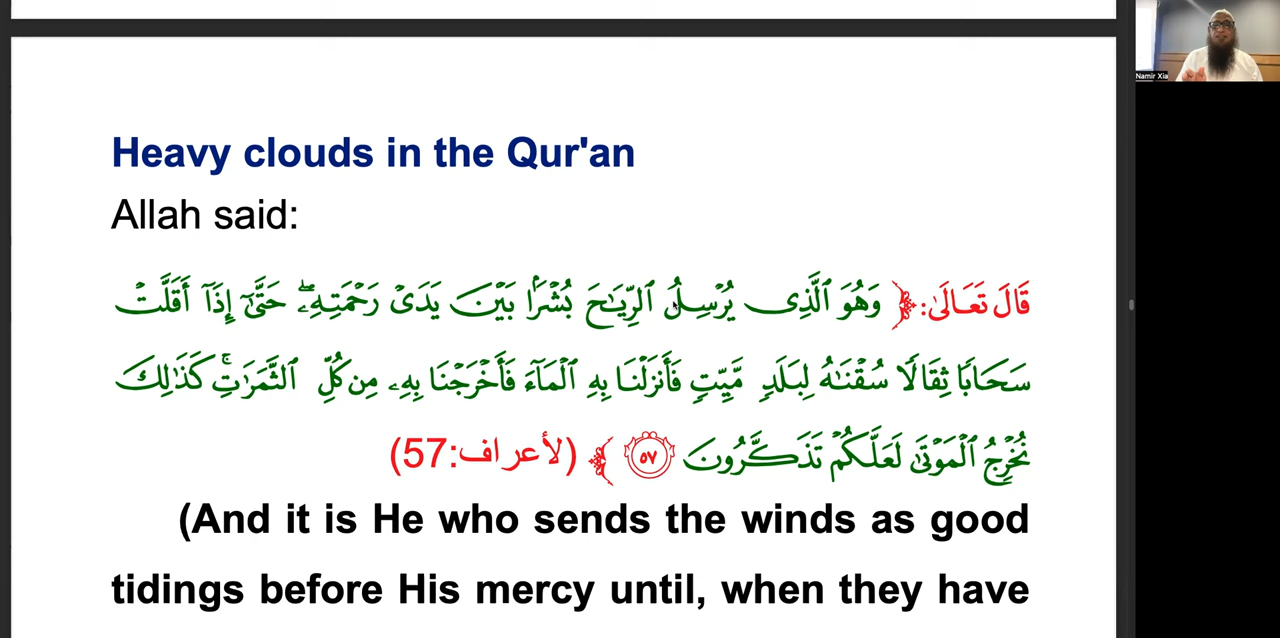 Heavy clouds in the Qur'an
Allah said:
قَالَ تَعَالَىٰ: ﴿ وَهُوَ ٱلَّذِى يُرْسِلُ ٱلرِّيَـٰحَ بُشْرًۢا بَيْنَ يَدَىْ رَحْمَتِهِۦ ۖ حَتَّىٰٓ إِذَآ أَقَلَّتْ
سَحَابًا ثِقَالًا سُقْنَـٰهُ لِبَلَدٍ مَّيِّتٍ فَأَنزَلْنَا بِهِ ٱلْمَآءَ فَأَخْرَجْنَا بِهِۦ مِن كُلِّ ٱلثَّمَرَٰتِ ۚ كَذَٰلِكَ
نُخْرِجُ ٱلْمَوْتَىٰ لَعَلَّكُمْ تَذَكَّرُونَ ٥٧ ﴾ (لأعراف:57)
(And it is He who sends the winds as good
tidings before His mercy until, when they have
Namir Xia